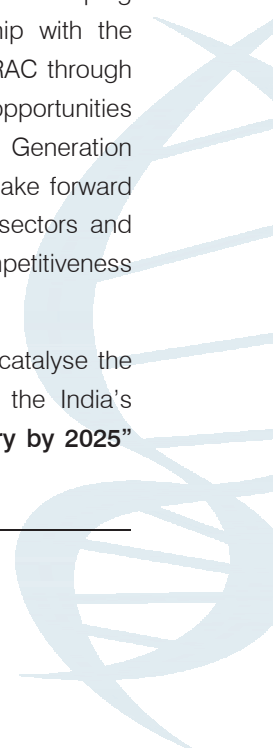 ip with the
RAC through
opportunities
Generation
ake forward
sectors and
petitiveness
catalyse the
the India's
ry by 2025”